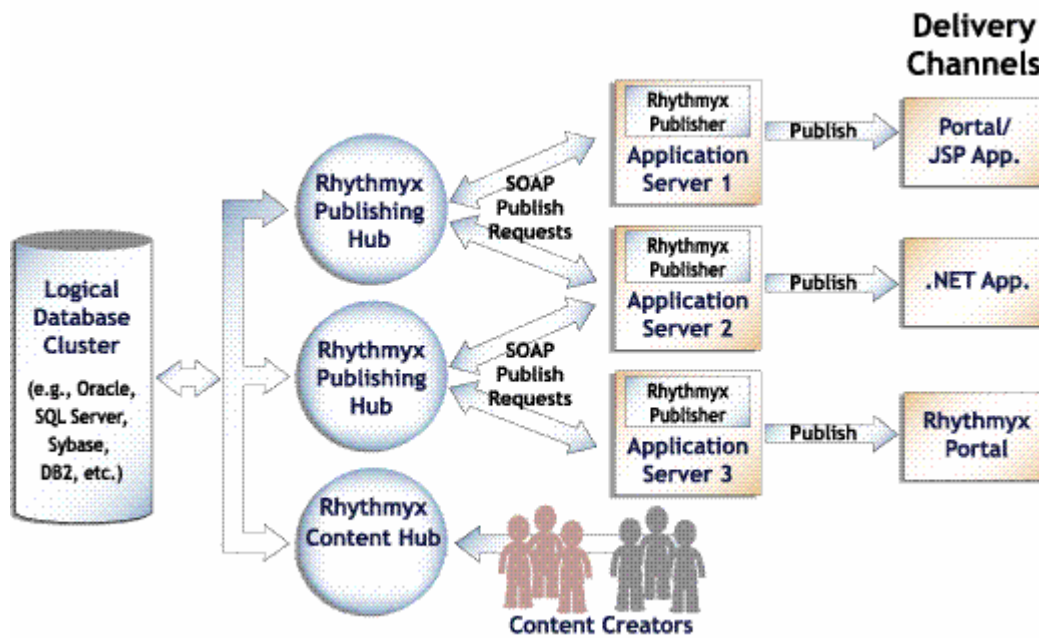 Delivery
Channels
Logical
Database
Cluster
(e.g., Oracle,
SQL Server,
Sybase,
DB2, etc.)
Rhythmyx
Publishing
Hub
Rhythmyx
Publishing
Hub
Rhythmyx
Content Hub
SOAP
Publish
Requests
SOAP
Publish
Requests
Rhythmyx
Publisher
Application
Server 1
Rhythmyx
Publisher
Application
Server 2
Rhythmyx
Publisher
Application
Server 3
Publish
Publish
Publish
Portal/
JSP App.
.NET App.
Rhythmyx
Portal
Content Creators